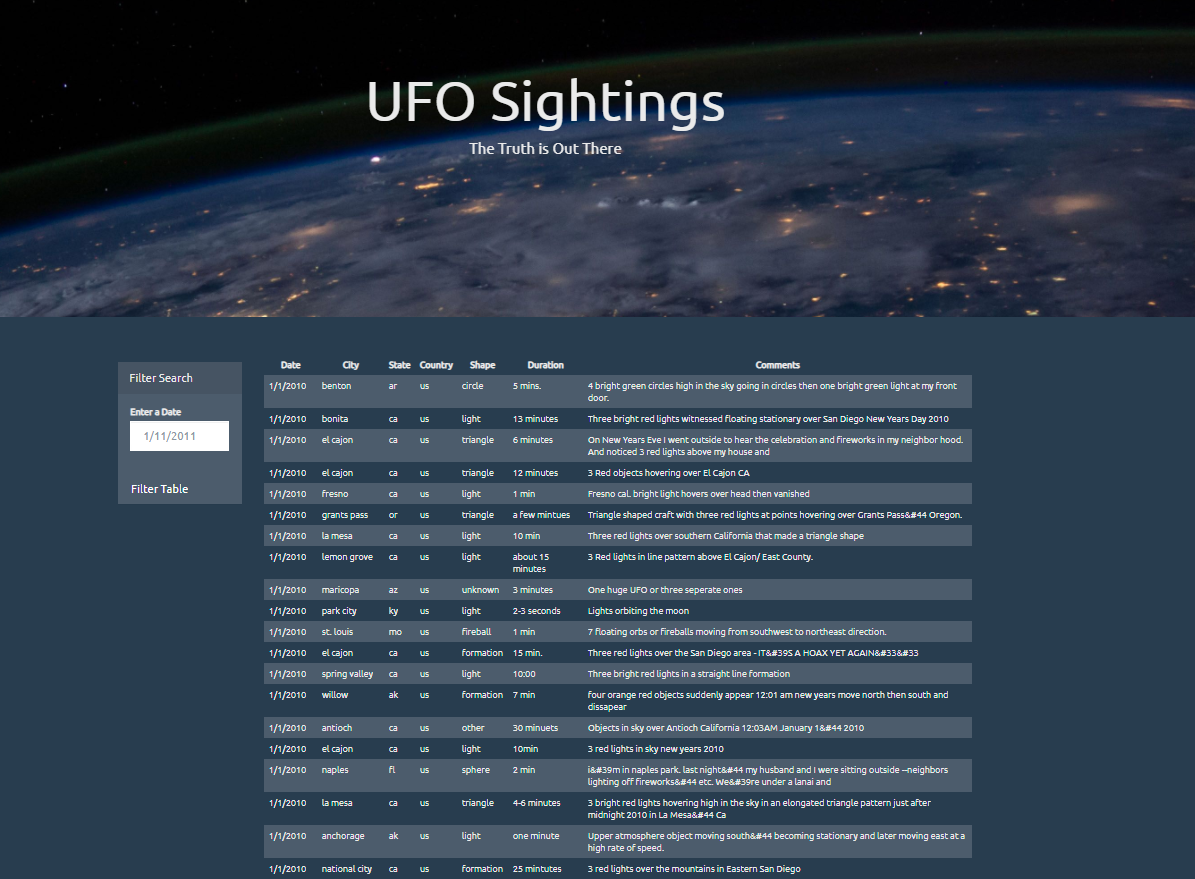 UFO Sightings
The Truth is Out There
Filter Search
Enter a Date
1/11/2011
Filter Table
Date City State Country Shape Duration Comments
1/1/2010 benton ar us circle 5 mins. 4 bright green circles high in the sky going in circles then one bright green light at my front
door.
1/1/2010 bonita ca us light 13 minutes Three bright red lights witnessed floating stationary over San Diego New Years Day 2010
1/1/2010 el cajon ca us triangle 6 minutes On New Years Eve I went outside to hear the celebration and fireworks in my neighbor hood.
And noticed 3 red lights above my house and
1/1/2010 el cajon ca us triangle 12 minutes 3 Red objects hovering over El Cajon CA
1/1/2010 fresno ca us light 1 min Fresno cal. bright light hovers over head then vanished
1/1/2010 grants pass or us triangle a few mintues Triangle shaped craft with three red lights at points hovering over Grants Pass&#44 Oregon.
1/1/2010 la mesa ca us light 10 min Three red lights over southern California that made a triangle shape
1/1/2010 lemon grove ca us light about 15 3 Red lights in line pattern above El Cajon/ East County.
minutes
1/1/2010 maricopa az us unknown 3 minutes One huge UFO or three seperate ones
1/1/2010 park city ky us light 2-3 seconds Lights orbiting the moon
1/1/2010 st. louis mo us fireball 1 min 7 floating orbs or fireballs moving from southwest to northeast direction.
1/1/2010 el cajon ca us formation 15 min. Three red lights over the San Diego area - IT&#39S A HOAX YET AGAIN&#33&#33
1/1/2010 spring valley ca us light 10:00 Three bright red lights in a straight line formation
1/1/2010 willow ak us formation 7 min four orange red objects suddenly appear 12:01 am new years move north then south and
dissapear
1/1/2010 antioch ca us other 30 minuets Objects in sky over Antioch California 12:03AM January 1&#44 2010
1/1/2010 el cajon ca us light 10min 3 red lights in sky new years 2010
1/1/2010 naples fl us sphere 2 min i&#39m in naples park. last night&#44 my husband and I were sitting outside --neighbors
lighting off fireworks&#44 etc. We&#39re under a lanai and
1/1/2010 la mesa ca us triangle 4-6 minutes 3 bright red lights hovering high in the sky in an elongated triangle pattern just after
midnight 2010 in La Mesa&#44 Ca
1/1/2010 anchorage ak us light one minute Upper atmosphere object moving south&#44 becoming stationary and later moving east at a
high rate of speed.
1/1/2010 national city ca us formation 25 mintutes 3 red lights over the mountains in Eastern San Diego